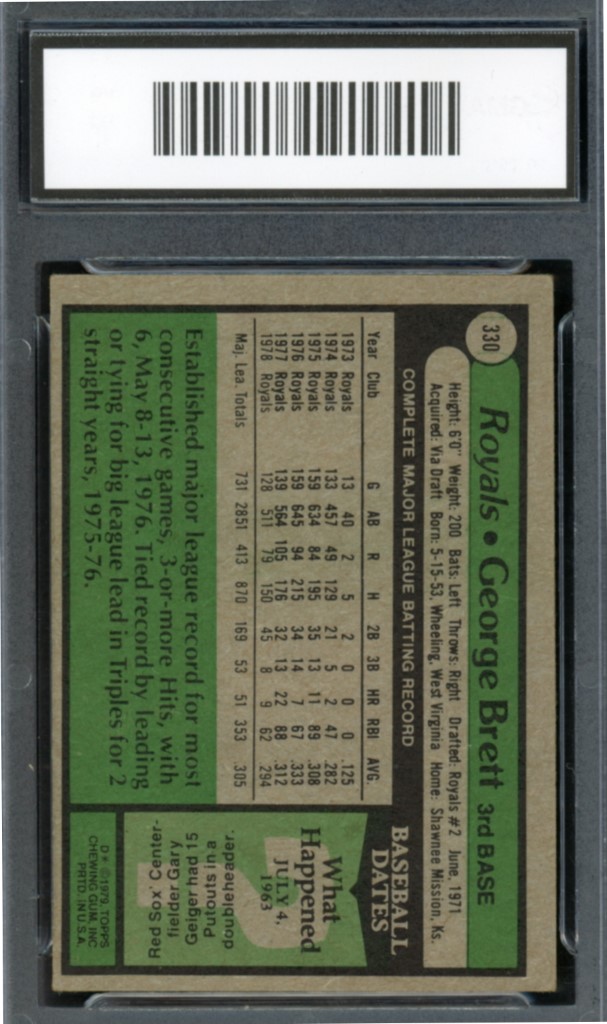 330
Royals • George Brett 3rd BASE
Height: 6'0" Weight: 200 Bats: Left Throws: Right Drafted: Royals #2 June, 1971
Acquired: Via Draft Born: 5-15-53, Wheeling, West Virginia Home: Shawnee Mission, Ks.
COMPLETE MAJOR LEAGUE BATTING RECORD
Year Club G AB R H 2B 3B HR RBI AVG.
1973 Royals 13 40 2 5 2 0 0 0 .125
1974 Royals 133 457 49 129 21 5 2 47 .282
1975 Royals 159 634 84 195 35 13 11 89 .308
1976 Royals 159 645 94 215 34 14 7 67 .333
1977 Royals 139 564 105 176 32 13 22 88 .312
1978 Royals 128 511 79 150 45 8 9 62 .294
Maj. Lea. Totals 731 2851 413 870 169 53 51 353 .305
Established major league record for most
consecutive games, 3-or-more Hits, with
6, May 8-13, 1976. Tied record by leading
or tying for big league lead in Triples for 2
straight years, 1975-76.
BASEBALL
DATES
What
Happened
JULY 4,
1963
Red Sox' Center-
fielder Gary
Geiger had 15
Putouts in a
doubleheader.
D✶ ©1979, TOPPS
CHEWING GUM, INC.
PRTD. IN U.S.A.